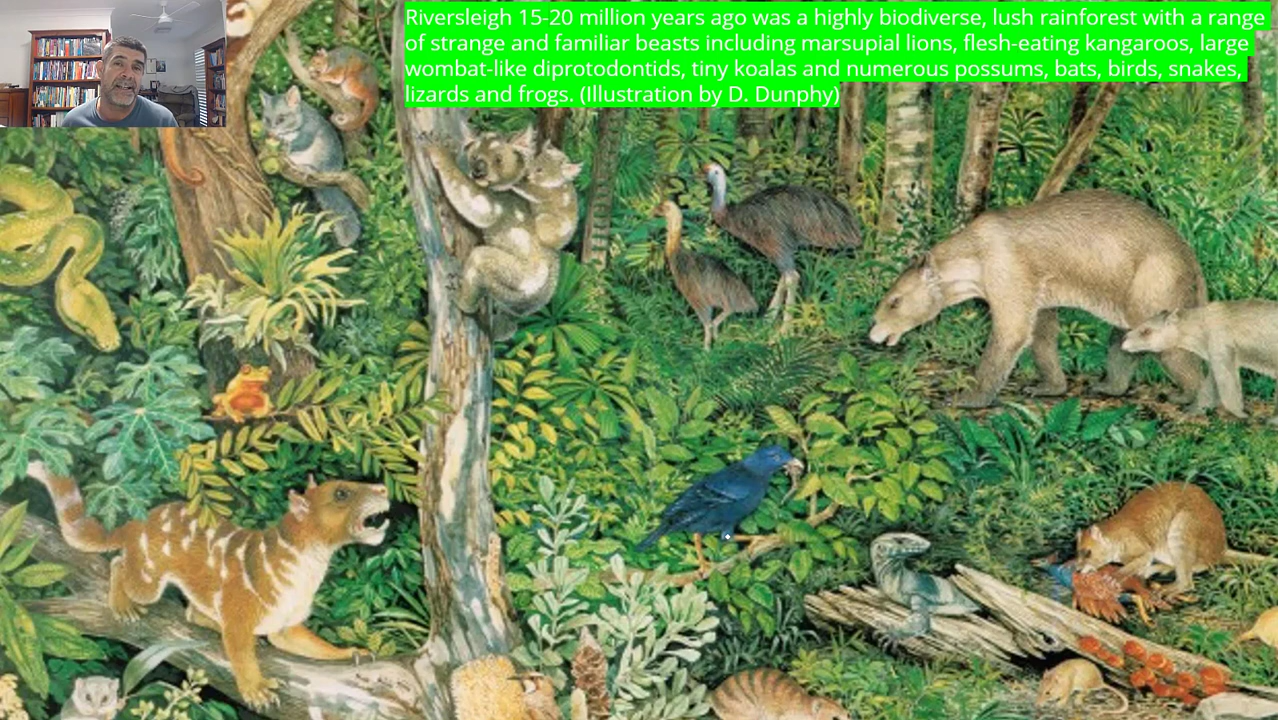 Riversleigh 15-20 million years ago was a highly biodiverse, lush rainforest with a range
of strange and familiar beasts including marsupial lions, flesh-eating kangaroos, large
wombat-like diprotodontids, tiny koalas and numerous possums, bats, birds, snakes,
lizards and frogs. (Illustration by D. Dunphy)